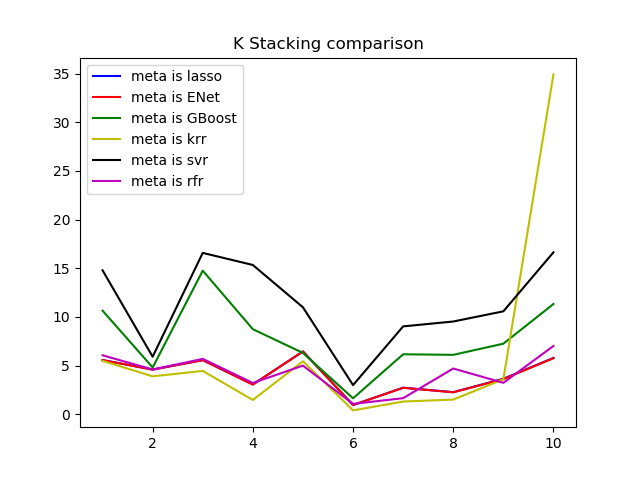 K Stacking comparison
meta is lasso
meta is ENet
meta is GBoost
meta is krr
meta is svr
meta is rfr
35
30
25
20
15
10
5
0
2 4 6 8 10